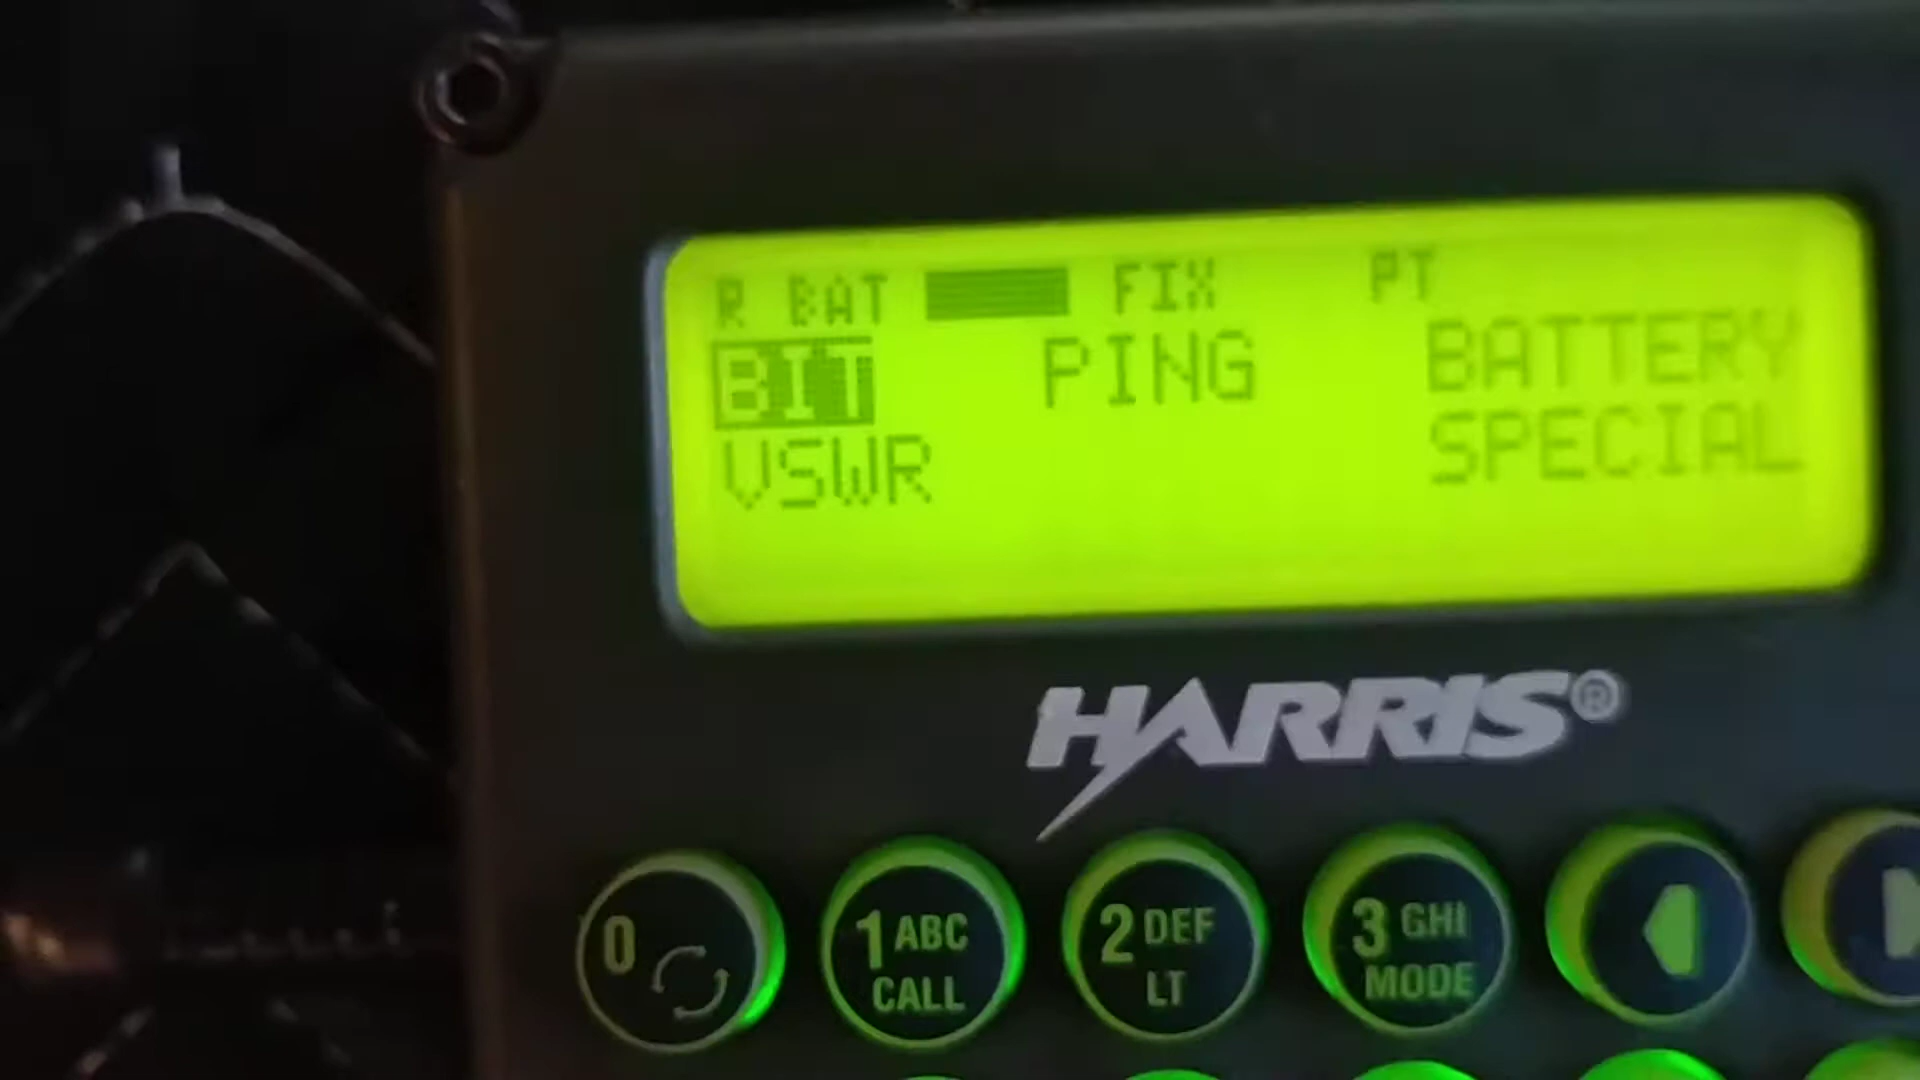 R BAT FIX PT
BIT PING BATTERY
VSWR SPECIAL
HARRIS®
0 1 ABC 2 DEF 3 GHI
CALL LT MODE